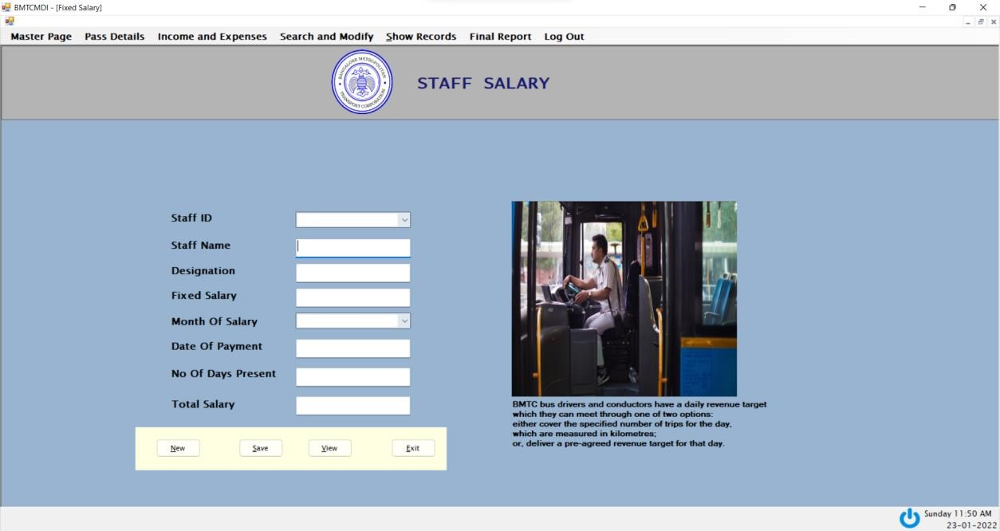 BMTCMDI - [Fixed Salary]
Master Page Pass Details Income and Expenses Search and Modify Show Records Final Report Log Out
BANGALORE METROPOLITAN
TRANSPORT CORPORATION
STAFF SALARY
Staff ID
Staff Name
Designation
Fixed Salary
Month Of Salary
Date Of Payment
No Of Days Present
Total Salary
New Save View Exit
BMTC bus drivers and conductors have a daily revenue target
which they can meet through one of two options:
either cover the specified number of trips for the day,
which are measured in kilometres;
or, deliver a pre-agreed revenue target for that day.
Sunday 11:50 AM
23-01-2022